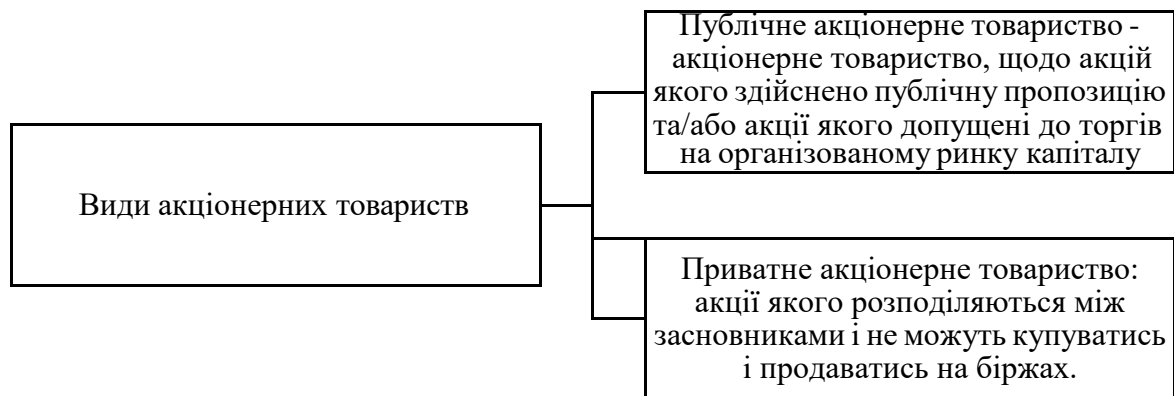 Види акціонерних товариств
Публічне акціонерне товариство -
акціонерне товариство, щодо акцій
якого здійснено публічну пропозицію
та/або акції якого допущені до торгів
на організованому ринку капіталу
Приватне акціонерне товариство:
акції якого розподіляються між
засновниками і не можуть купуватись
і продаватись на біржах.